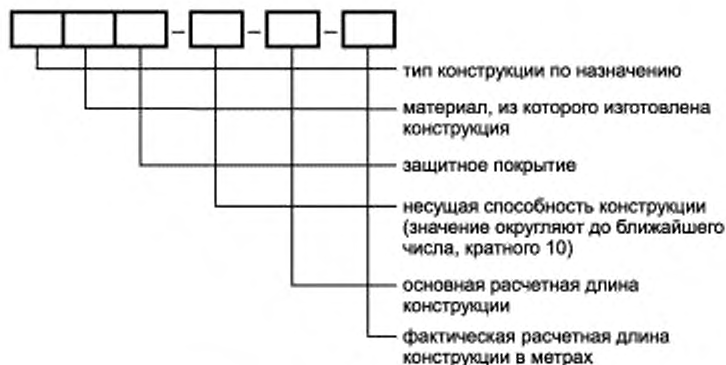 тип конструкции по назначению
материал, из которого изготовлена
конструкция
защитное покрытие
несущая способность конструкции
(значение округляют до ближайшего
числа, кратного 10)
основная расчетная длина
конструкции
фактическая расчетная длина
конструкции в метрах